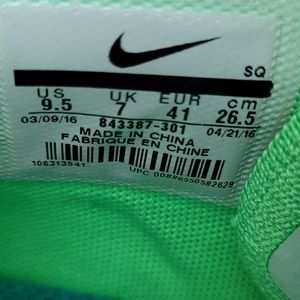 SQ
US UK EUR cm
9.5 7 41 26.5
03/09/16 843387-301 04/21/16
MADE IN CHINA
FABRIQUE EN CHINE
106313541
UPC 00886550582629